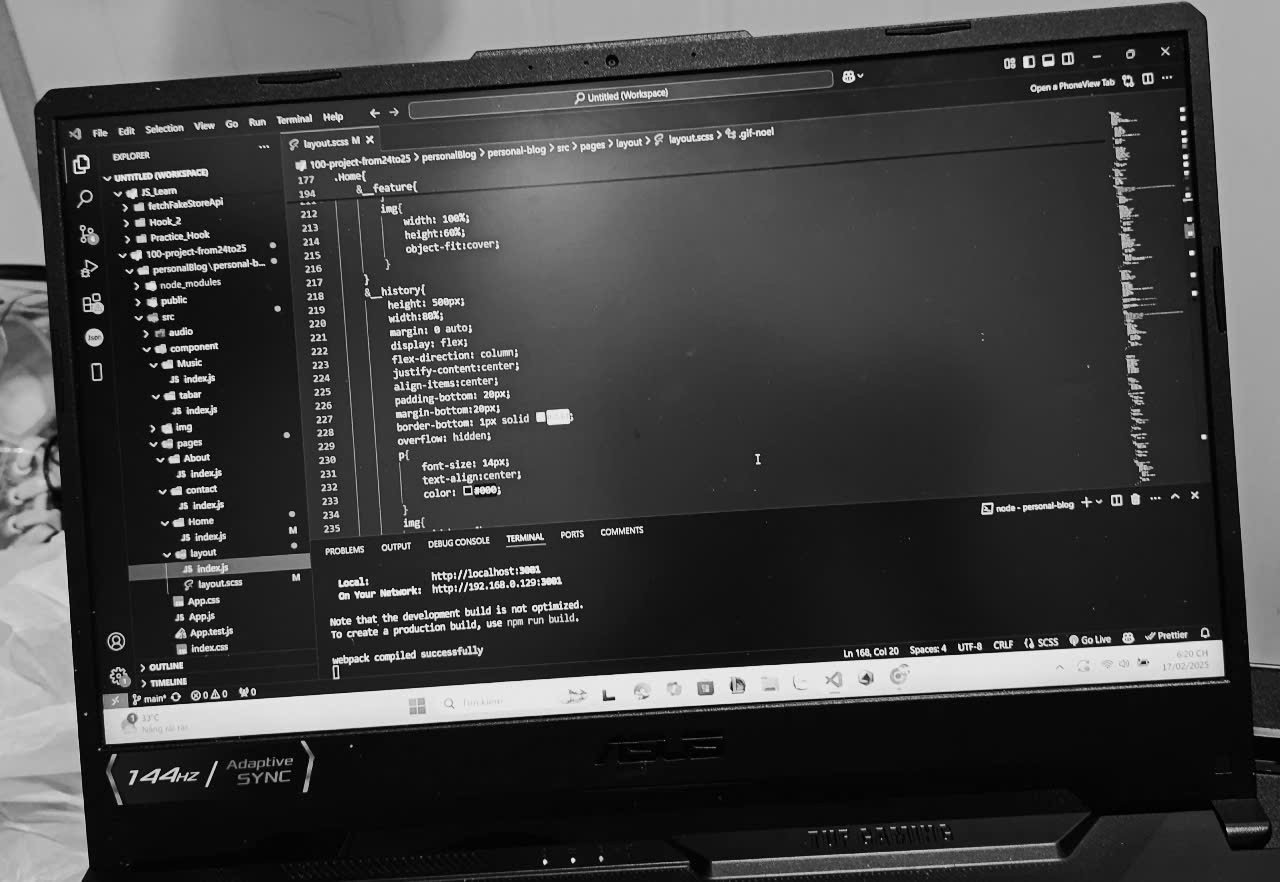 File Edit Selection View Go Run Terminal Help
Untitled (Workspace)
Open a PhoneView Tab
EXPLORER
UNTITLED (WORKSPACE)
JS_Learn
fetchFakeStoreApi
Hook_2
Practice_Hook
100-project-from24to25
personalBlog\personal-b...
node_modules
public
src
audio
component
Music
JS index.js
tabar
JS index.js
img
pages
About
JS index.js
contact
JS index.js
Home
JS index.js M
layout
JS index.js
layout.scss M
App.css
JS App.js
App.test.js
index.css
OUTLINE
TIMELINE
layout.scss M
100-project-from24to25 > personalBlog > personal-blog > src > pages > layout > layout.scss > .gif-noel
177 .Home{
194 &__feature{
212 img{
213 width: 100%;
214 height:60%;
215 object-fit:cover;
216 }
217 }
218 &__history{
219 height: 500px;
220 width:80%;
221 margin: 0 auto;
222 display: flex;
223 flex-direction: column;
224 justify-content:center;
225 align-items:center;
226 padding-bottom: 20px;
227 margin-bottom:20px;
228 border-bottom: 1px solid
229 overflow: hidden;
230 p{
231 font-size: 14px;
232 text-align:center;
233 color: #000;
234 }
235 img{
PROBLEMS OUTPUT DEBUG CONSOLE TERMINAL PORTS COMMENTS
node - personal-blog
Local: http://localhost:3001
On Your Network: http://192.168.0.129:3001
Note that the development build is not optimized.
To create a production build, use npm run build.
webpack compiled successfully
main* 0 0 0
Ln 168, Col 20 Spaces: 4 UTF-8 CRLF SCSS Go Live Prettier
33°C
Nắng rải rác
Tìm kiếm
6:20 CH
17/02/2025
144HZ / Adaptive SYNC
ASUS
TUF GAMING